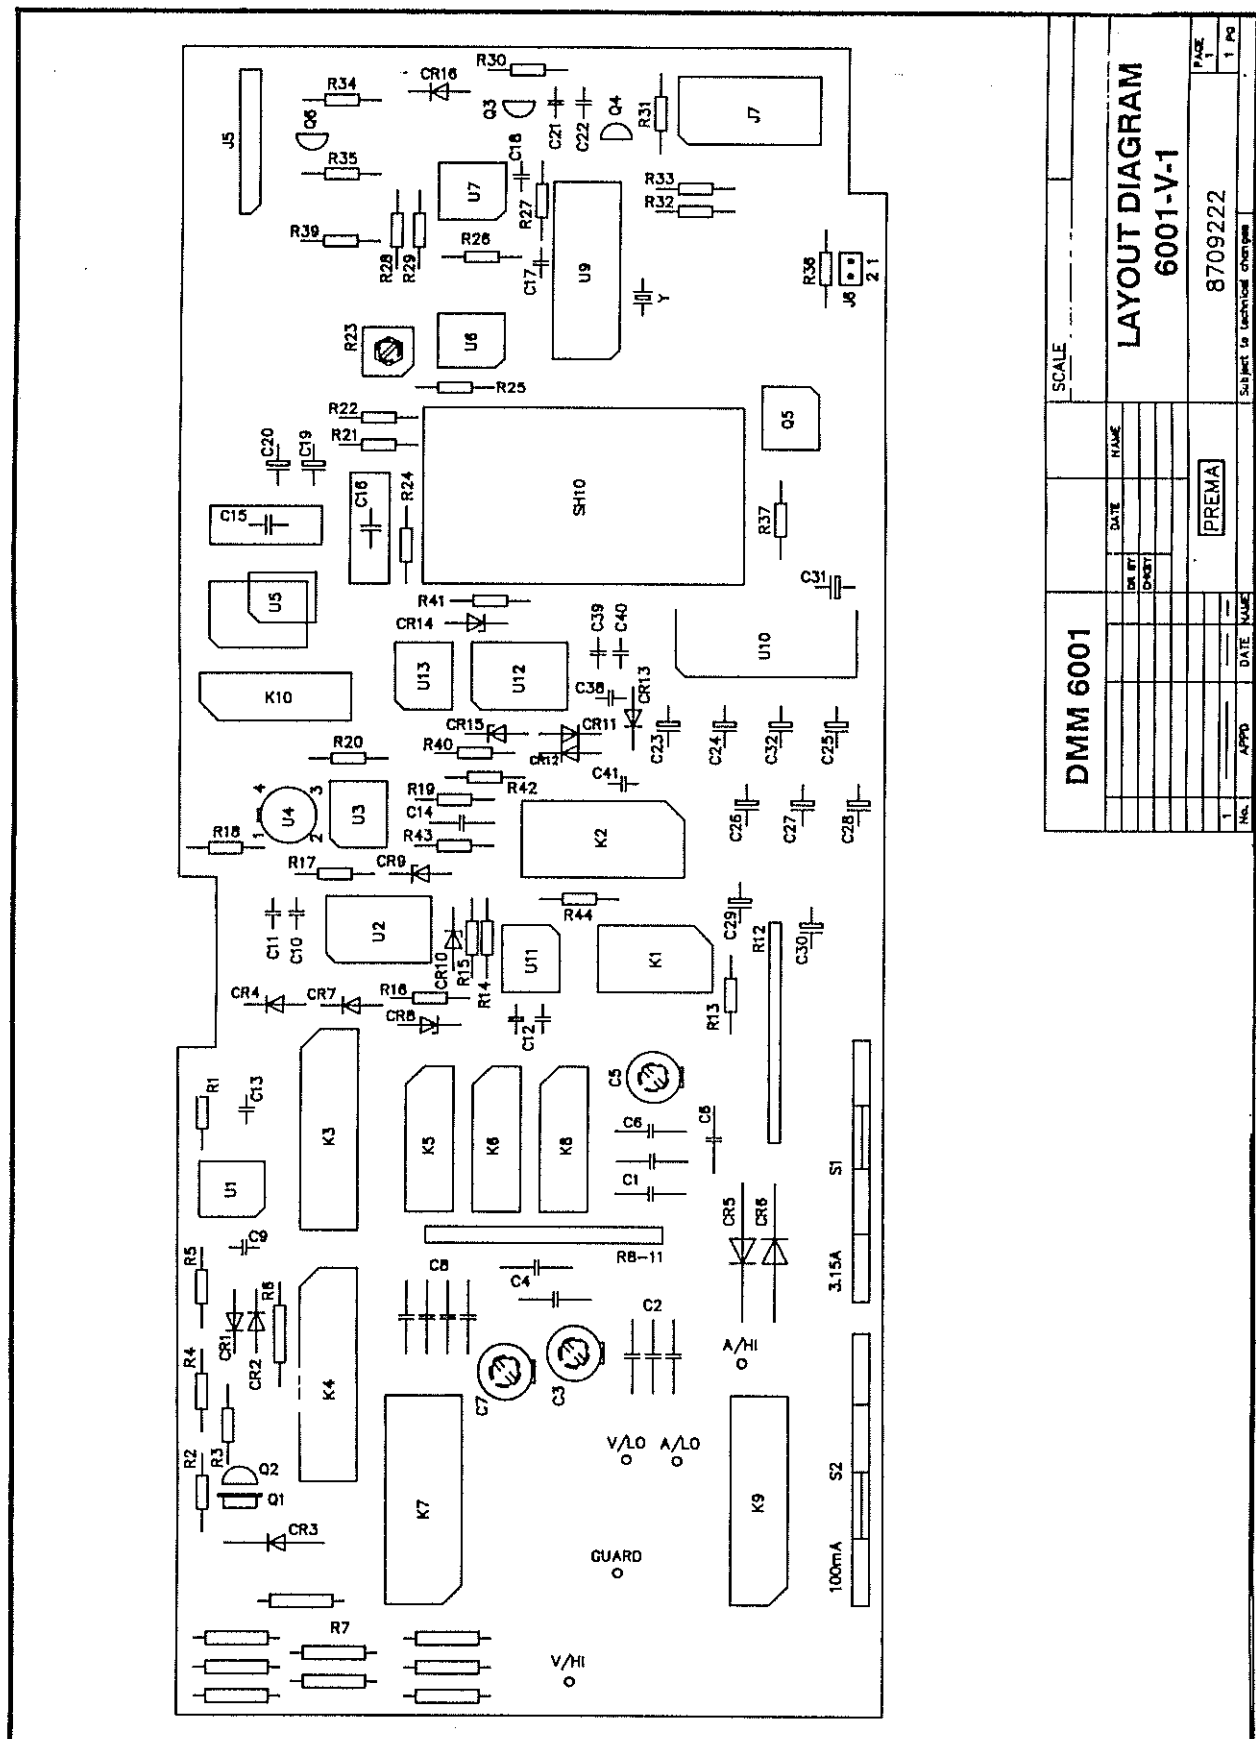 R30
CR16
R34
Q3
C21
C22
Q4
R31
J7
J5
Q6
R35
U7
C18
R27
R33
R32
R39
R28
R29
R26
C17
U9
R36
J6
2 1
Y
R23
U6
R25
R22
R21
C20
C19
Q5
C16
R24
C15
SH10
R37
U5
R41
CR14
C39
C40
C31
U10
K10
U13
U12
C38
CR13
CR15
CR11
R20
R40
CR12
C23
C24
C32
C25
R42
C41
4
3
U4
1
2
U3
R19
C14
R43
K2
C26
C27
C28
R18
R17
CR9
R44
C11
C10
U2
CR10
R15
R14
U11
K1
C29
R12
C30
CR4
CR7
R16
CR8
C12
R13
R1
C13
K3
K5
K6
K8
C5
C6
C1
U1
S1
CR5
CR6
R8-11
C9
R5
C8
C4
C2
3.15A
CR1
CR2
R6
R4
K4
C7
C3
A/HI
R2
R3
Q2
Q1
K7
V/LO
A/LO
K9
S2
CR3
GUARD
100mA
R7
V/HI
DMM 6001
SCALE
LAYOUT DIAGRAM
6001-V-1
DATE
NAME
DR. BY
CHKBY
PREMA
8709222
PAGE
1
1 PG
1
No.
APPD
DATE
NAME
Subject to technical changes